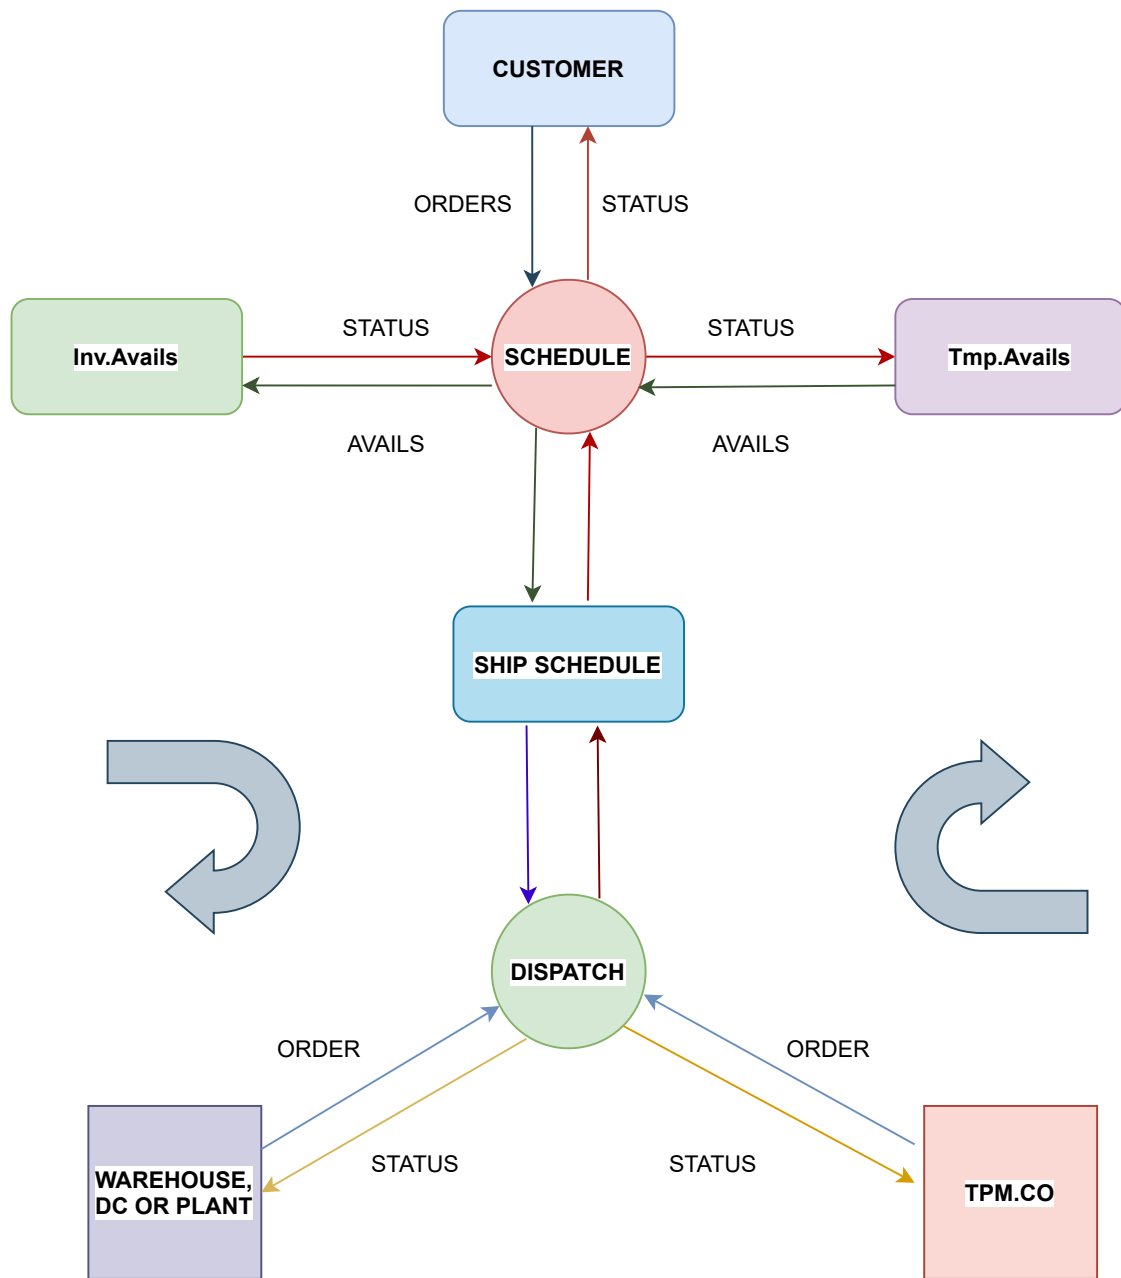 CUSTOMER
ORDERS
STATUS
STATUS
STATUS
Inv.Avails
SCHEDULE
Tmp.Avails
AVAILS
AVAILS
SHIP SCHEDULE
DISPATCH
ORDER
ORDER
STATUS
STATUS
WAREHOUSE,
DC OR PLANT
TPM.CO